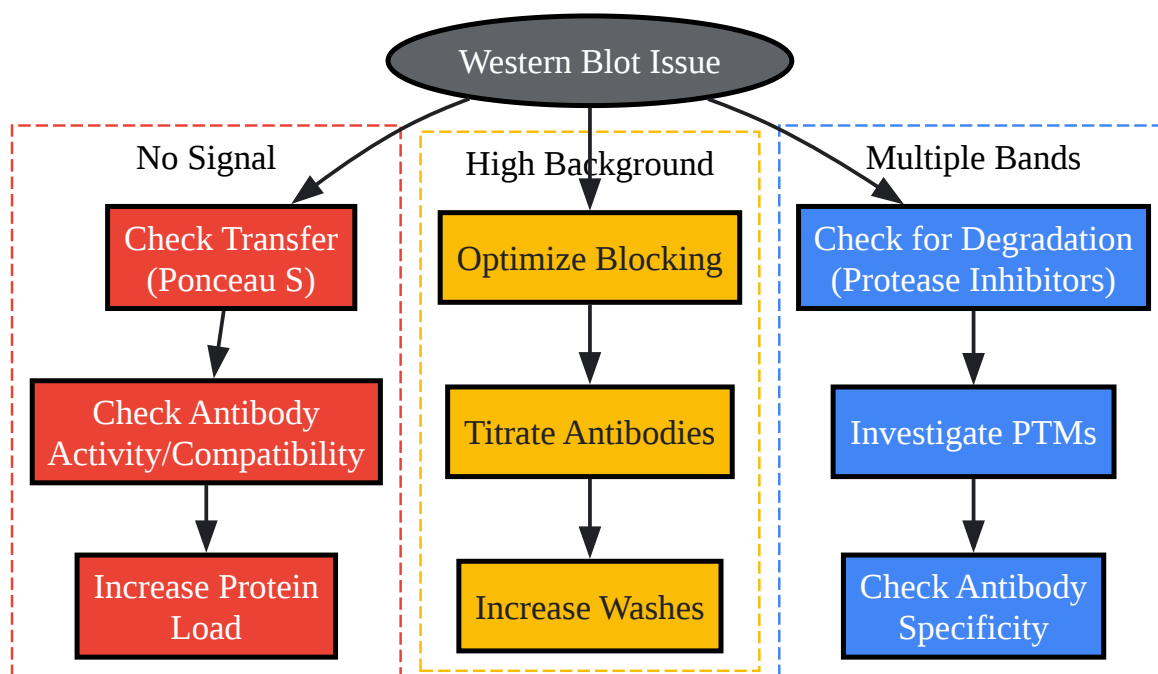 Western Blot Issue
No Signal
Check Transfer
(Ponceau S)
Check Antibody
Activity/Compatibility
Increase Protein
Load
High Background
Optimize Blocking
Titrate Antibodies
Increase Washes
Multiple Bands
Check for Degradation
(Protease Inhibitors)
Investigate PTMs
Check Antibody
Specificity